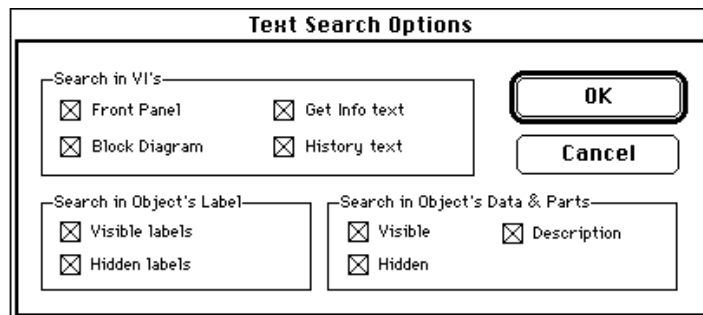 Text Search Options
Search in VI's
Front Panel
Get Info text
Block Diagram
History text
OK
Cancel
Search in Object's Label
Visible labels
Hidden labels
Search in Object's Data & Parts
Visible
Description
Hidden